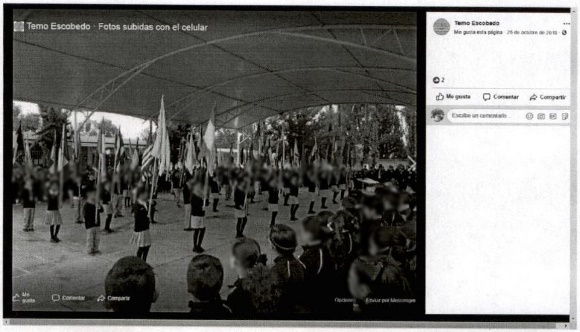 Temo Escobedo · Fotos subidas con el celular
Me gusta
Comentar
Compartir
Opciones
Enviar por Messenger
Temo Escobedo
Me gusta esta página · 25 de octubre de
2
Me gusta
Comentar
Compartir
Escribe un comentario...